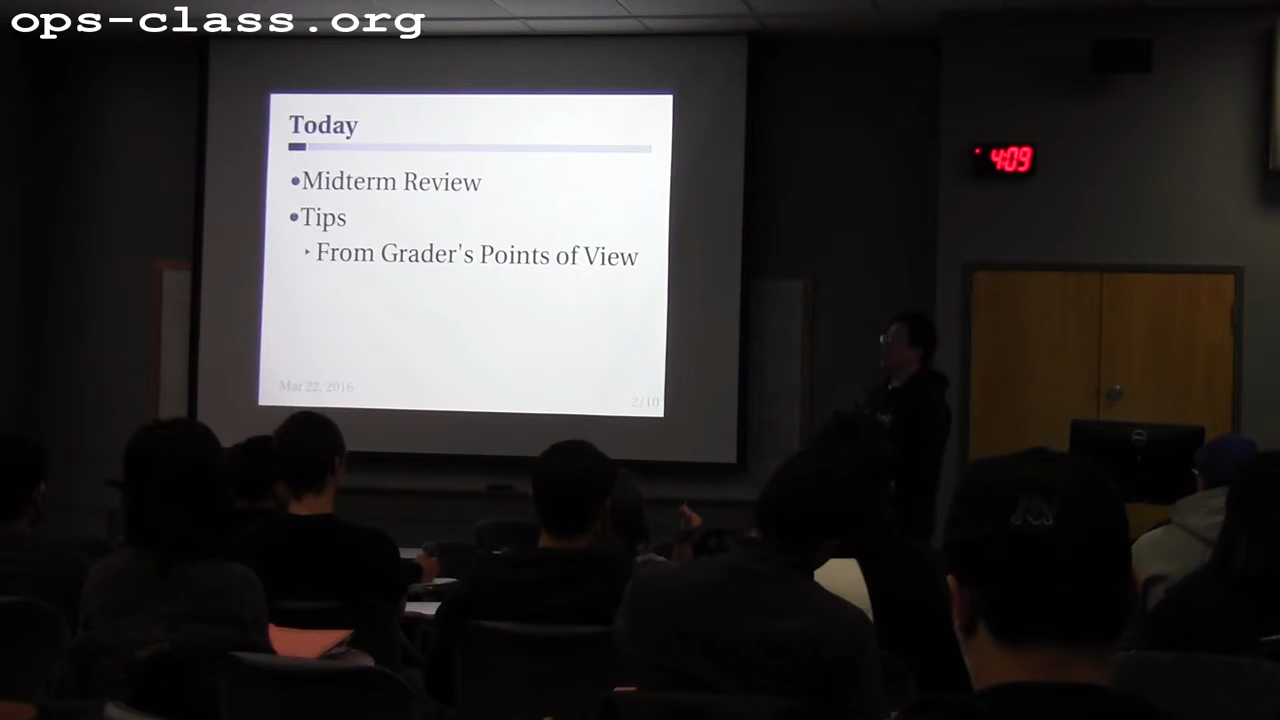 ops-class.org
Today
•Midterm Review
•Tips
‣From Grader's Points of View
Mar 22, 2016
2/10
4:09